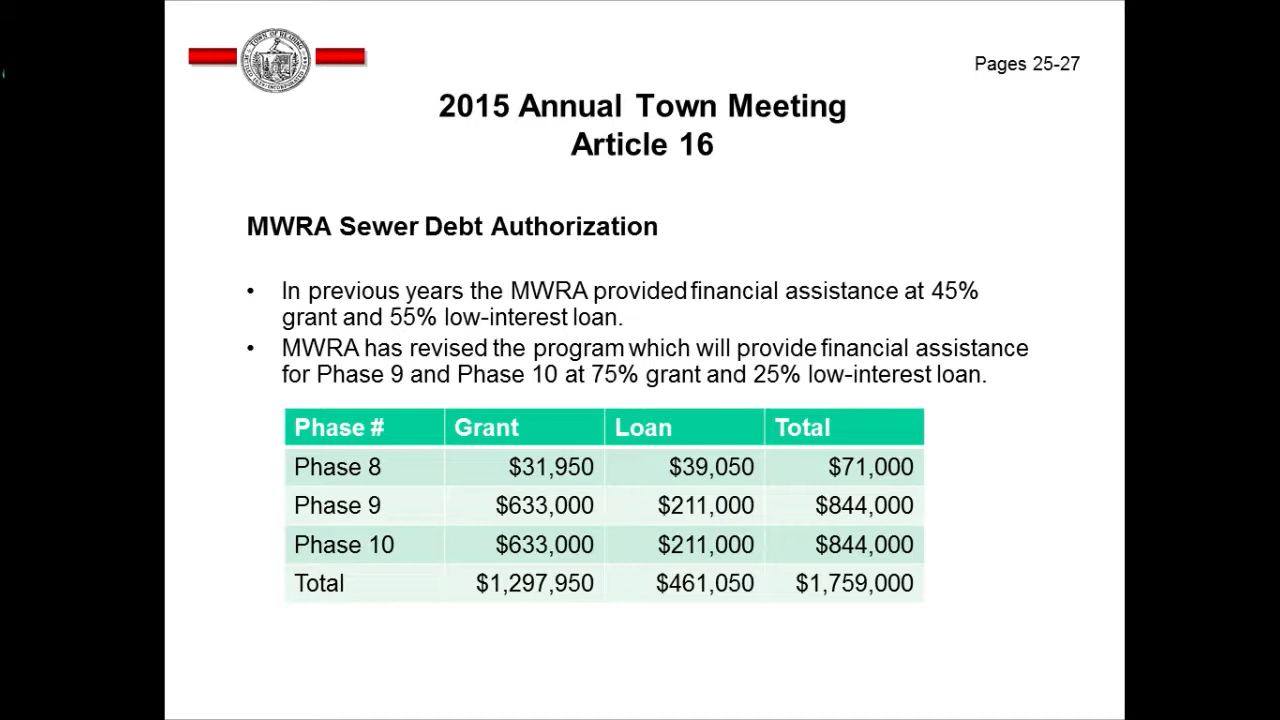 Pages 25-27
2015 Annual Town Meeting
Article 16
MWRA Sewer Debt Authorization
• In previous years the MWRA provided financial assistance at 45%
grant and 55% low-interest loan.
• MWRA has revised the program which will provide financial assistance
for Phase 9 and Phase 10 at 75% grant and 25% low-interest loan.
Phase # Grant Loan Total
Phase 8 $31,950 $39,050 $71,000
Phase 9 $633,000 $211,000 $844,000
Phase 10 $633,000 $211,000 $844,000
Total $1,297,950 $461,050 $1,759,000